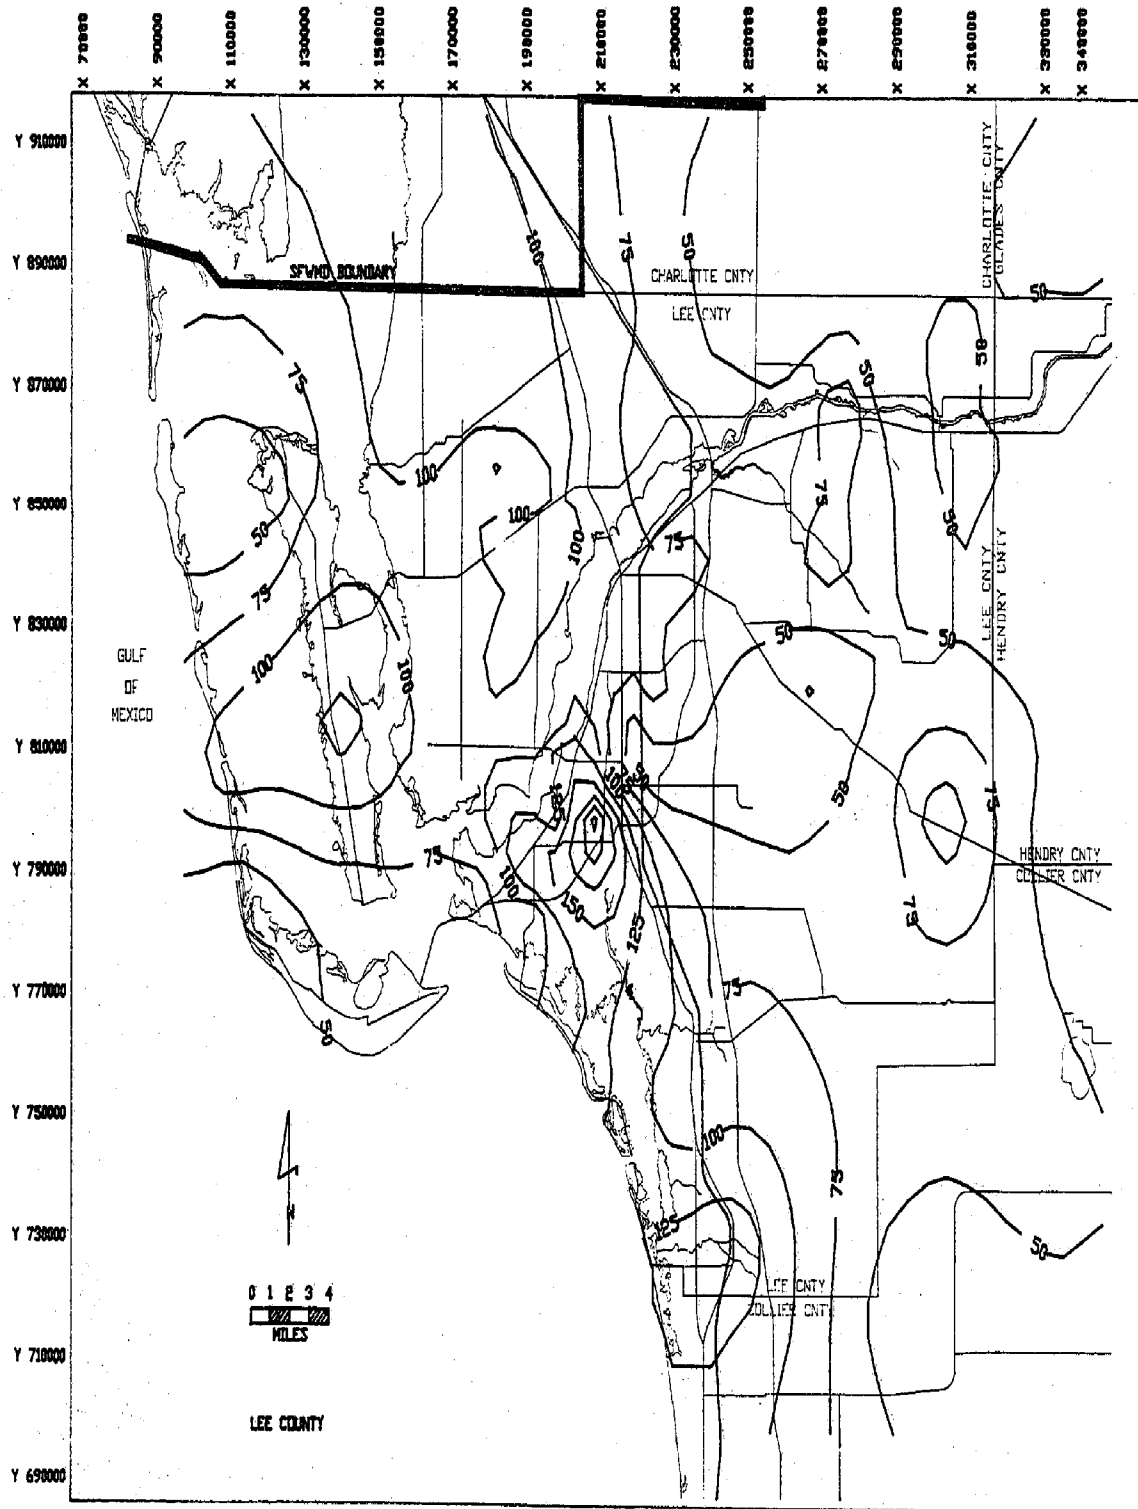 X 70000
X 90000
X 110000
X 130000
X 150000
X 170000
X 190000
X 210000
X 230000
X 250000
X 270000
X 290000
X 310000
X 330000
X 340000
Y 910000
Y 890000
Y 870000
Y 850000
Y 830000
Y 810000
Y 790000
Y 770000
Y 750000
Y 730000
Y 710000
Y 690000
CHARLOTTE CNTY
GLADES CNTY
100
75
50
SFWMD BOUNDARY
CHARLOTTE CNTY
LEE CNTY
50
75
50
50
100
50
100
75
50
100
75
75
LEE CNTY
HENDRY CNTY
50
50
100
100
GULF
OF
MEXICO
100
125
50
75
75
100
150
125
75
HENDRY CNTY
COLLIER CNTY
75
50
100
75
125
50
N
0 1 2 3 4
MILES
LEE CNTY
COLLIER CNTY
LEE COUNTY